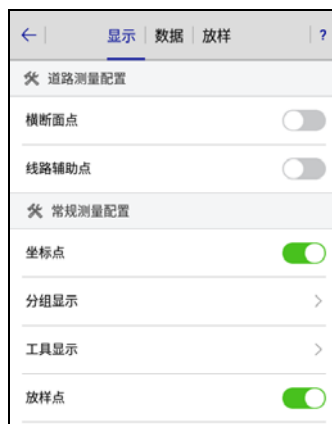 ← 显示 数据 放样 ?
道路测量配置
横断面点
线路辅助点
常规测量配置
坐标点
分组显示
工具显示
放样点